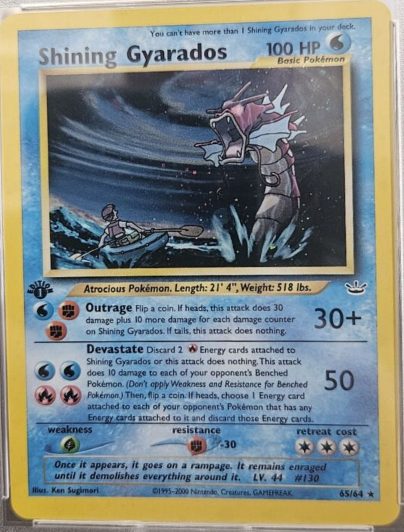 You can't have more than 1 Shining Gyarados in your deck.
Shining Gyarados 100 HP
Basic Pokémon
Atrocious Pokémon. Length: 21' 4", Weight: 518 lbs.
EDITION
1
Outrage Flip a coin. If heads, this attack does 30
damage plus 10 more damage for each damage counter
on Shining Gyarados. If tails, this attack does nothing.
30+
Devastate Discard 2 Energy cards attached to
Shining Gyarados or this attack does nothing. This attack
does 10 damage to each of your opponent's Benched
Pokémon. (Don't apply Weakness and Resistance for Benched
Pokémon.) Then, flip a coin. If heads, choose 1 Energy card
attached to each of your opponent's Pokémon that has any
Energy cards attached to it and discard those Energy cards.
50
weakness resistance retreat cost
-30
Once it appears, it goes on a rampage. It remains enraged
until it demolishes everything around it. LV. 44 #130
Illus. Ken Sugimori ©1995-2000 Nintendo, Creatures, GAMEFREAK. 65/64 ★